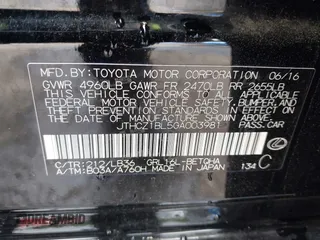 MFD.BY:TOYOTA MOTOR CORPORATION 06/16
GVWR 4960LB GAWR FR 2470LB RR 2655LB
THIS VEHICLE CONFORMS TO ALL APPLICABLE
FEDERAL MOTOR VEHICLE SAFETY, BUMPER, AND
THEFT PREVENTION STANDARDS IN EFFECT ON
THE DATE OF MANUFACTURE SHOWN ABOVE.
JTHCZ1BL5GA003981 PASS.CAR
C/TR:212/LB36 GRL16L-BETQHA
A/TM:B03A/A760H MADE IN JAPAN 134 C
DREAMBID